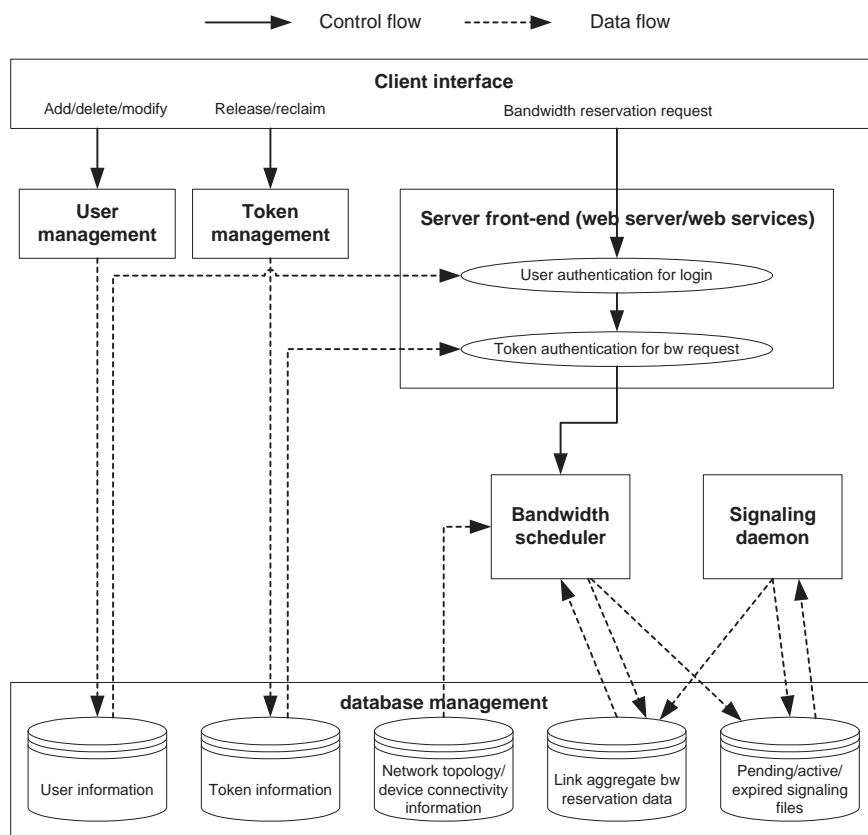 Control flow
Data flow
Client interface
Add/delete/modify
Release/reclaim
Bandwidth reservation request
User
management
Token
management
Server front-end (web server/web services)
User authentication for login
Token authentication for bw request
Bandwidth
scheduler
Signaling
daemon
database management
User information
Token information
Network topology/
device connectivity
information
Link aggregate bw
reservation data
Pending/active/
expired signaling
files